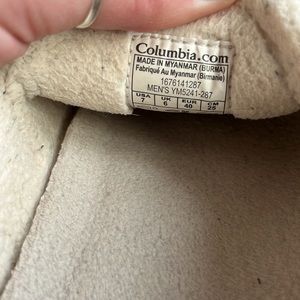 Columbia.com
MADE IN MYANMAR (BURMA)
Fabriqué Au Myanmar (Birmanie)
1676141287
MEN'S YM5241-287
USA UK EUR CM
7 6 40 25